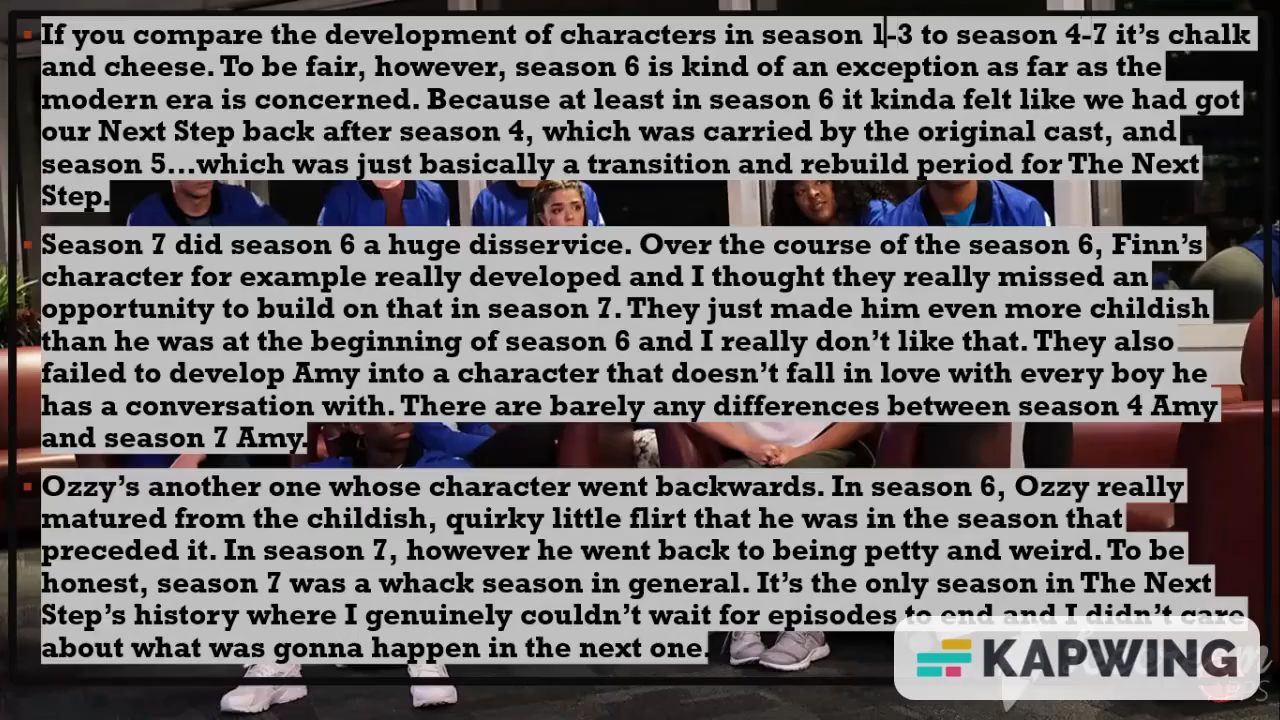 If you compare the development of characters in season 1-3 to season 4-7 it's chalk
and cheese. To be fair, however, season 6 is kind of an exception as far as the
modern era is concerned. Because at least in season 6 it kinda felt like we had got
our Next Step back after season 4, which was carried by the original cast, and
season 5...which was just basically a transition and rebuild period for The Next
Step.
Season 7 did season 6 a huge disservice. Over the course of the season 6, Finn's
character for example really developed and I thought they really missed an
opportunity to build on that in season 7. They just made him even more childish
than he was at the beginning of season 6 and I really don't like that. They also
failed to develop Amy into a character that doesn't fall in love with every boy he
has a conversation with. There are barely any differences between season 4 Amy
and season 7 Amy.
Ozzy's another one whose character went backwards. In season 6, Ozzy really
matured from the childish, quirky little flirt that he was in the season that
preceded it. In season 7, however he went back to being petty and weird. To be
honest, season 7 was a whack season in general. It's the only season in The Next
Step's history where I genuinely couldn't wait for episodes to end and I didn't care
about what was gonna happen in the next one.
KAPWING